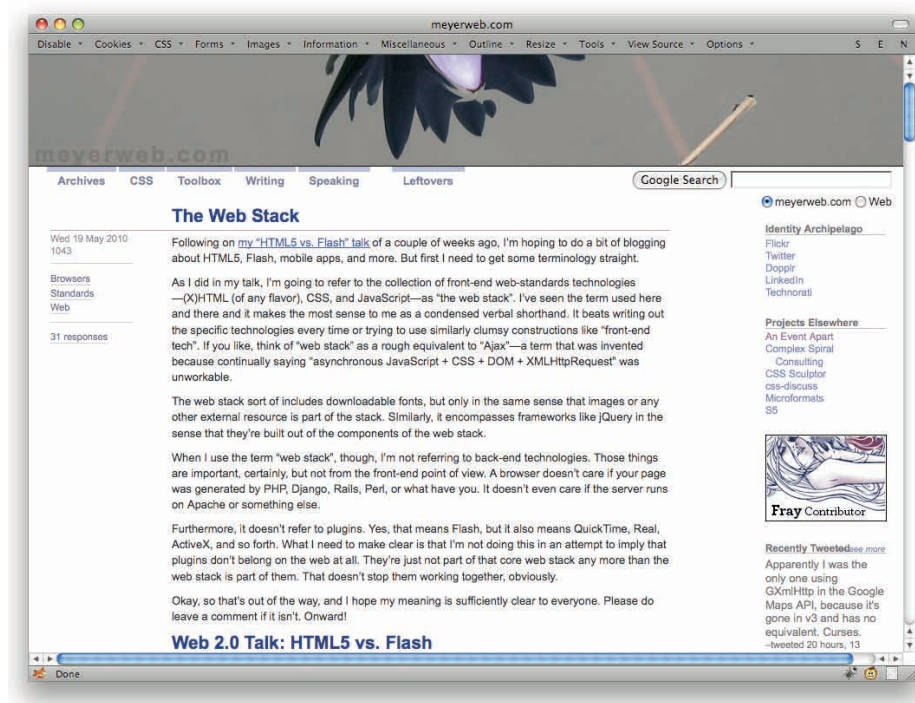 meyerweb.com
Disable Cookies CSS Forms Images Information Miscellaneous Outline Resize Tools View Source Options S E N
meyerweb.com
Archives CSS Toolbox Writing Speaking Leftovers Google Search
meyerweb.com Web
The Web Stack
Wed 19 May 2010
1043
Browsers
Standards
Web
31 responses
Following on my "HTML5 vs. Flash" talk of a couple of weeks ago, I'm hoping to do a bit of blogging
about HTML5, Flash, mobile apps, and more. But first I need to get some terminology straight.
As I did in my talk, I'm going to refer to the collection of front-end web-standards technologies
—(X)HTML (of any flavor), CSS, and JavaScript—as "the web stack". I've seen the term used here
and there and it makes the most sense to me as a condensed verbal shorthand. It beats writing out
the specific technologies every time or trying to use similarly clumsy constructions like "front-end
tech". If you like, think of "web stack" as a rough equivalent to "Ajax"—a term that was invented
because continually saying "asynchronous JavaScript + CSS + DOM + XMLHttpRequest" was
unworkable.
The web stack sort of includes downloadable fonts, but only in the same sense that images or any
other external resource is part of the stack. SImilarly, it encompasses frameworks like jQuery in the
sense that they're built out of the components of the web stack.
When I use the term "web stack", though, I'm not referring to back-end technologies. Those things
are important, certainly, but not from the front-end point of view. A browser doesn't care if your page
was generated by PHP, Django, Rails, Perl, or what have you. It doesn't even care if the server runs
on Apache or something else.
Furthermore, it doesn't refer to plugins. Yes, that means Flash, but it also means QuickTime, Real,
ActiveX, and so forth. What I need to make clear is that I'm not doing this in an attempt to imply that
plugins don't belong on the web at all. They're just not part of that core web stack any more than the
web stack is part of them. That doesn't stop them working together, obviously.
Okay, so that's out of the way, and I hope my meaning is sufficiently clear to everyone. Please do
leave a comment if it isn't. Onward!
Web 2.0 Talk: HTML5 vs. Flash
Identity Archipelago
Flickr
Twitter
Dopplr
LinkedIn
Technorati
Projects Elsewhere
An Event Apart
Complex Spiral
Consulting
CSS Sculptor
css-discuss
Microformats
S5
Fray Contributor
Recently Tweeted see more
Apparently I was the
only one using
GXmlHttp in the Google
Maps API, because it's
gone in v3 and has no
equivalent. Curses.
–tweeted 20 hours, 13
Done